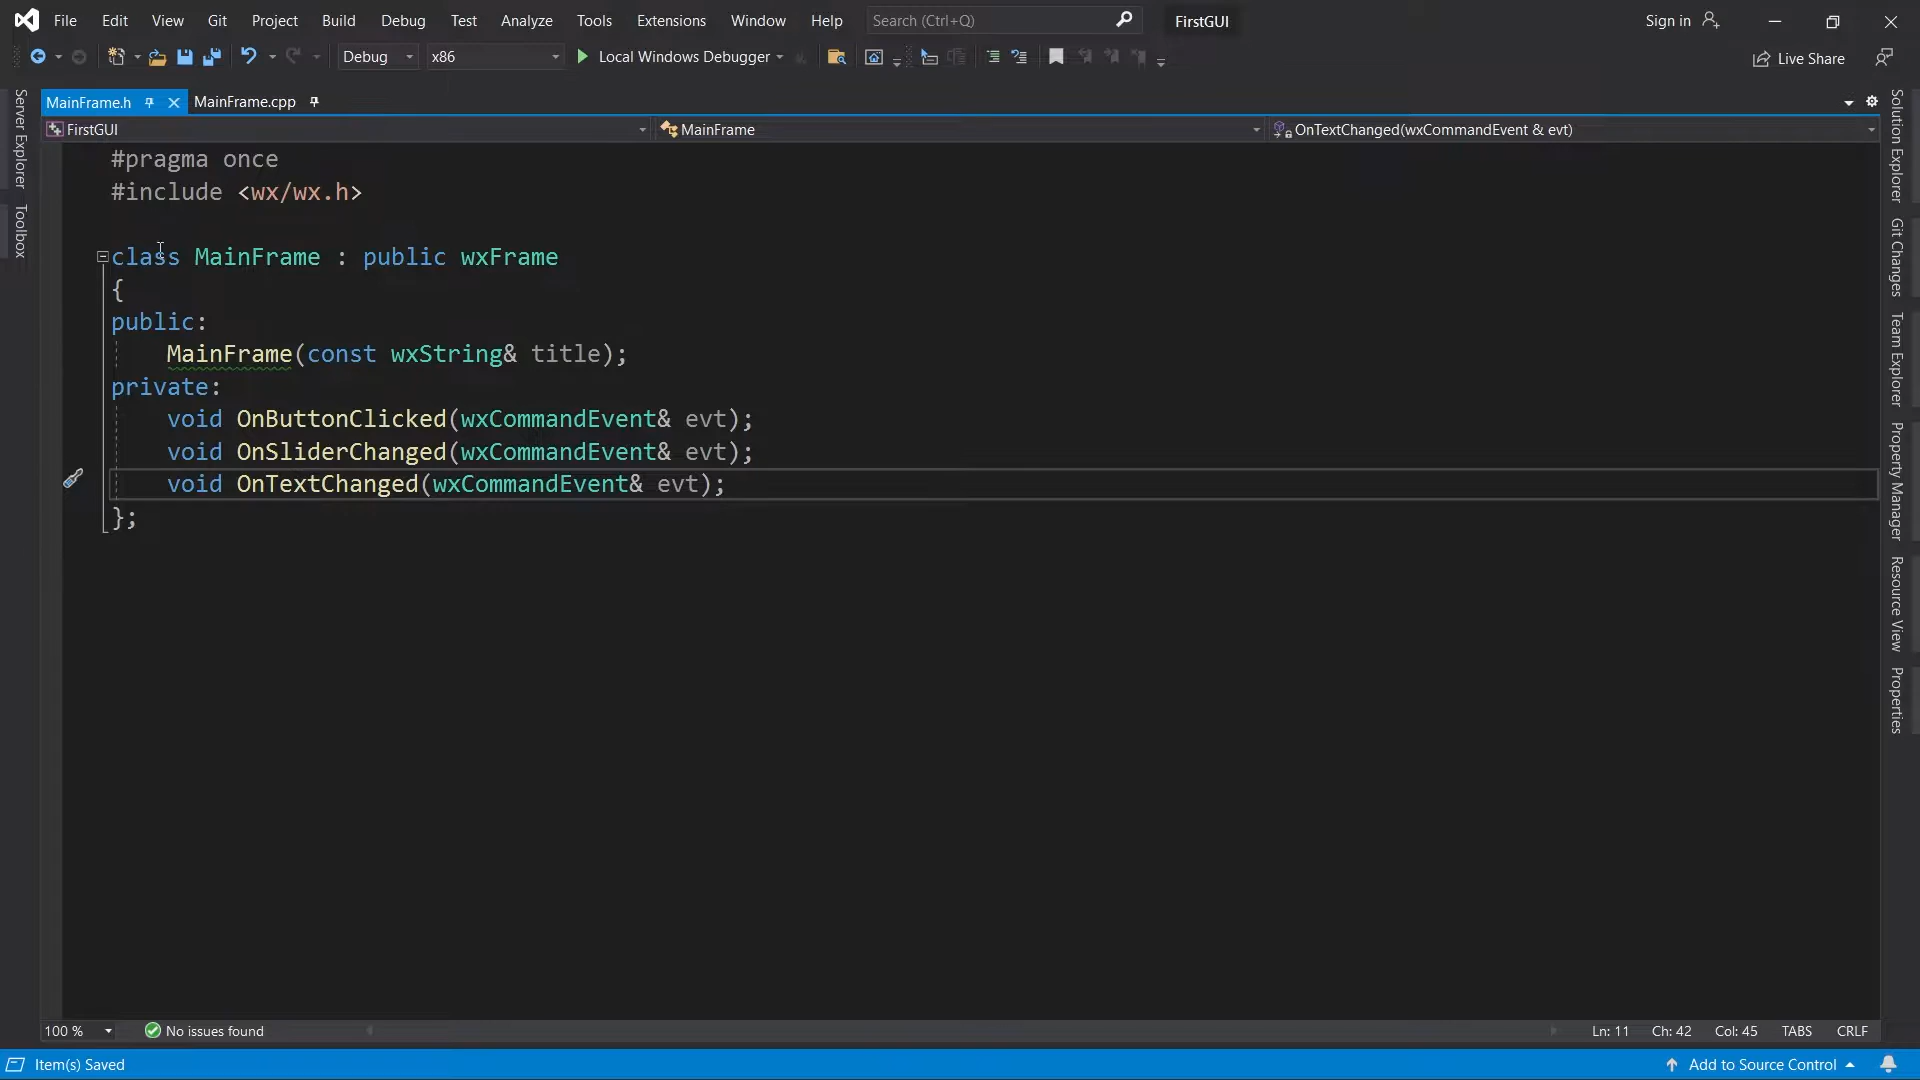 File Edit View Git Project Build Debug Test Analyze Tools Extensions Window Help Search (Ctrl+Q) FirstGUI Sign in
Debug x86 Local Windows Debugger Live Share
MainFrame.h MainFrame.cpp
FirstGUI MainFrame OnTextChanged(wxCommandEvent & evt)
Server Explorer
Toolbox
#pragma once
#include <wx/wx.h>
class MainFrame : public wxFrame
{
public:
MainFrame(const wxString& title);
private:
void OnButtonClicked(wxCommandEvent& evt);
void OnSliderChanged(wxCommandEvent& evt);
void OnTextChanged(wxCommandEvent& evt);
};
Solution Explorer
Git Changes
Team Explorer
Property Manager
Resource View
Properties
100 % No issues found Ln: 11 Ch: 42 Col: 45 TABS CRLF
Item(s) Saved Add to Source Control